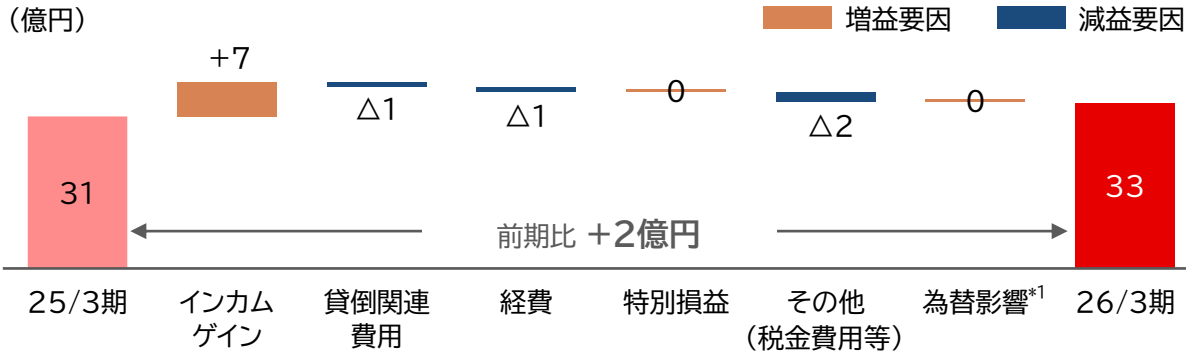 (億円)
増益要因 減益要因
+7
△1
△1
0
△2
0
31
33
前期比 +2億円
25/3期 インカム 貸倒関連 経費 特別損益 その他 為替影響*1 26/3期
ゲイン 費用 (税金費用等)